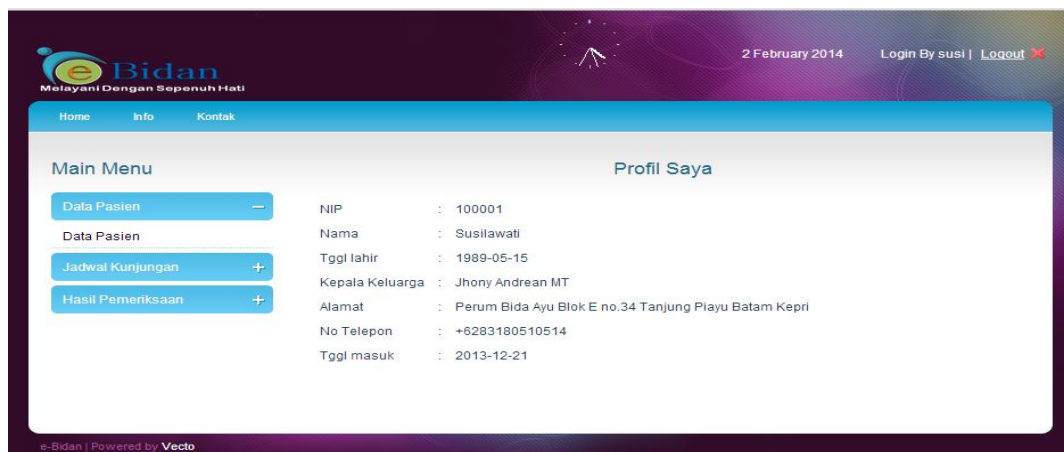 e Bidan
Melayani Dengan Sepenuh Hati
2 February 2014 Login By susi | Logout
Home Info Kontak
Main Menu
Data Pasien
Data Pasien
Jadwal Kunjungan
Hasil Pemeriksaan
Profil Saya
NIP : 100001
Nama : Susilawati
Tggl lahir : 1989-05-15
Kepala Keluarga : Jhony Andrean MT
Alamat : Perum Bida Ayu Blok E no.34 Tanjung Piayu Batam Kepri
No Telepon : +6283180510514
Tggl masuk : 2013-12-21
e-Bidan | Powered by Vecto